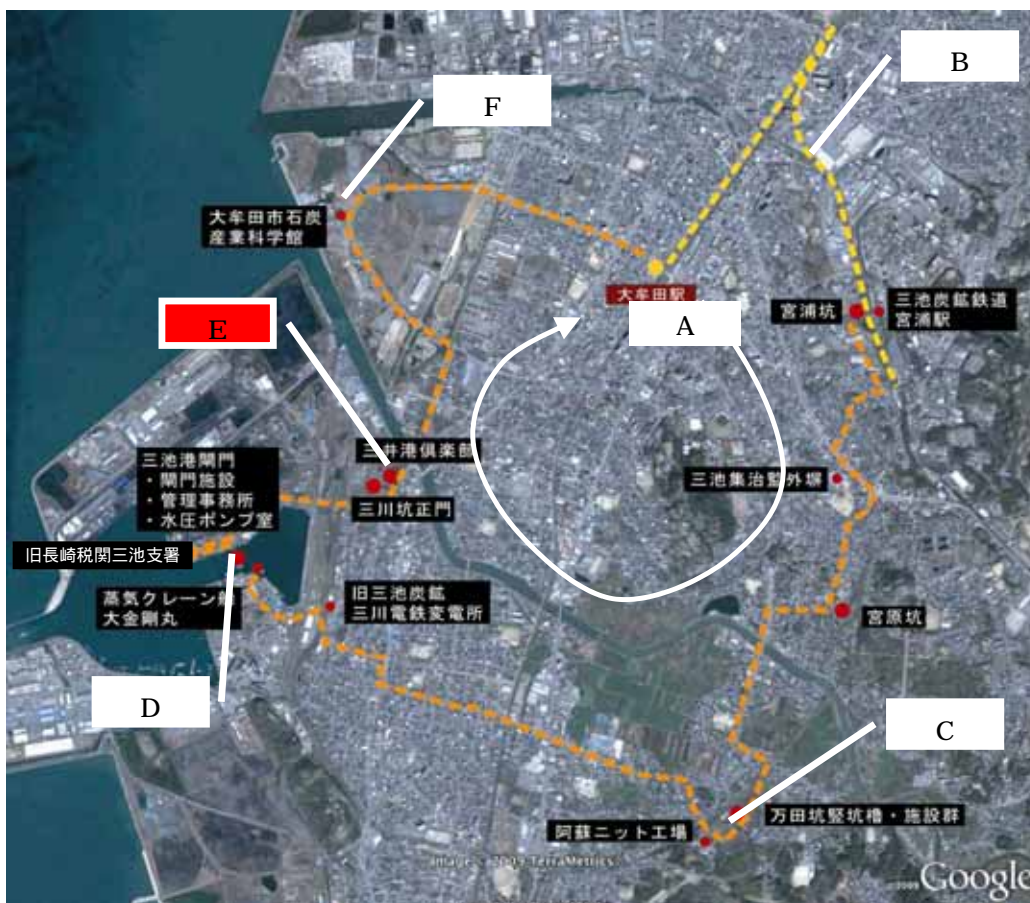 B
F
大牟田市石炭
産業科学館
大牟田駅
A
宮浦坑
三池炭鉱鉄道
宮浦駅
E
三井港倶楽部
三池港閘門
・閘門施設
・管理事務所
・水圧ポンプ室
三川坑正門
三池集治監外塀
旧長崎税関三池支署
蒸気クレーン船
大金剛丸
旧三池炭鉱
三川電鉄変電所
宮原坑
D
C
万田坑竪坑櫓・施設群
阿蘇ニット工場
Image © 2009 TerraMetrics
©2009 Google